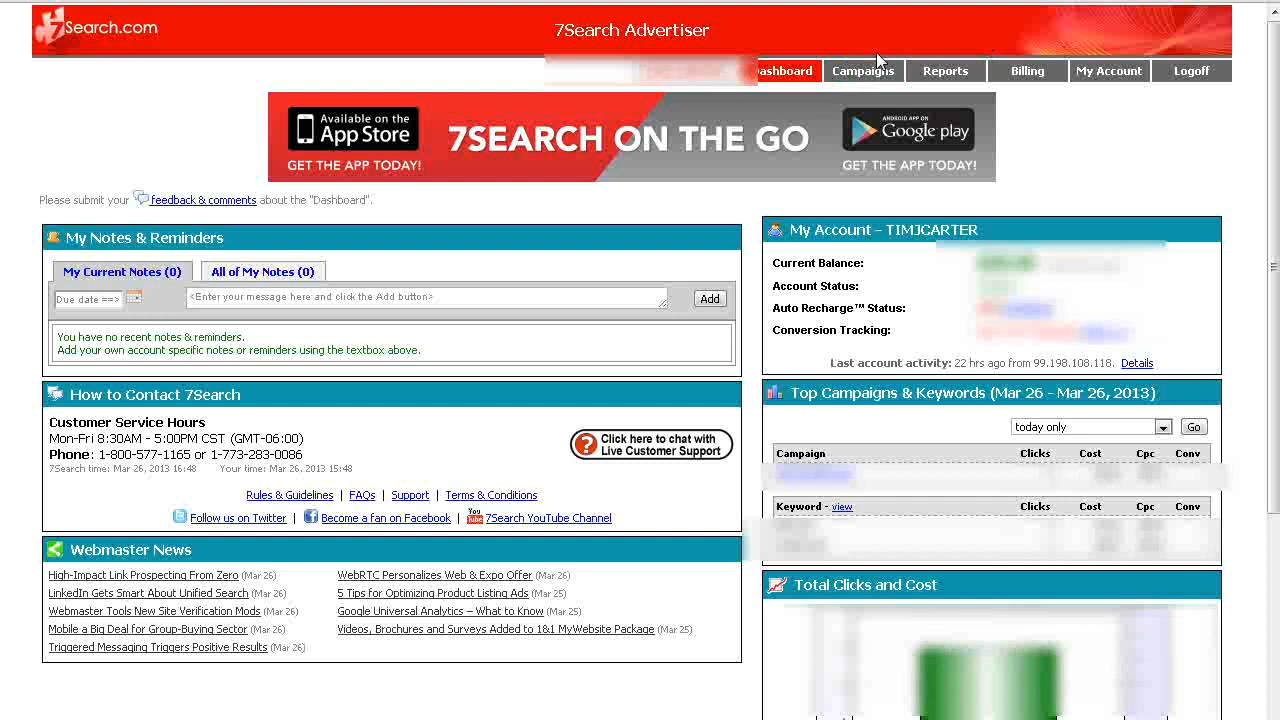 7Search.com
7Search Advertiser
Dashboard
Campaigns
Reports
Billing
My Account
Logoff
Available on the
App Store
GET THE APP TODAY!
7SEARCH ON THE GO
ANDROID APP ON
Google play
GET THE APP TODAY!
Please submit your feedback & comments about the "Dashboard".
My Notes & Reminders
My Current Notes (0)
All of My Notes (0)
Due date ==>
<Enter your message here and click the Add button>
Add
You have no recent notes & reminders.
Add your own account specific notes or reminders using the textbox above.
How to Contact 7Search
Customer Service Hours
Mon-Fri 8:30AM - 5:00PM CST (GMT-06:00)
Phone: 1-800-577-1165 or 1-773-283-0086
7Search time: Mar 26, 2013 16:48 Your time: Mar 26, 2013 15:48
Click here to chat with
Live Customer Support
Rules & Guidelines | FAQs | Support | Terms & Conditions
Follow us on Twitter | Become a fan on Facebook | You Tube 7Search YouTube Channel
Webmaster News
High-Impact Link Prospecting From Zero (Mar 26)
LinkedIn Gets Smart About Unified Search (Mar 26)
Webmaster Tools New Site Verification Mods (Mar 26)
Mobile a Big Deal for Group-Buying Sector (Mar 26)
Triggered Messaging Triggers Positive Results (Mar 26)
WebRTC Personalizes Web & Expo Offer (Mar 26)
5 Tips for Optimizing Product Listing Ads (Mar 25)
Google Universal Analytics – What to Know (Mar 25)
Videos, Brochures and Surveys Added to 1&1 MyWebsite Package (Mar 25)
My Account - TIMJCARTER
Current Balance:
Account Status:
Auto Recharge™ Status:
Conversion Tracking:
Last account activity: 22 hrs ago from 99.198.108.118. Details
Top Campaigns & Keywords (Mar 26 - Mar 26, 2013)
today only
Go
Campaign Clicks Cost Cpc Conv
Keyword - view Clicks Cost Cpc Conv
Total Clicks and Cost